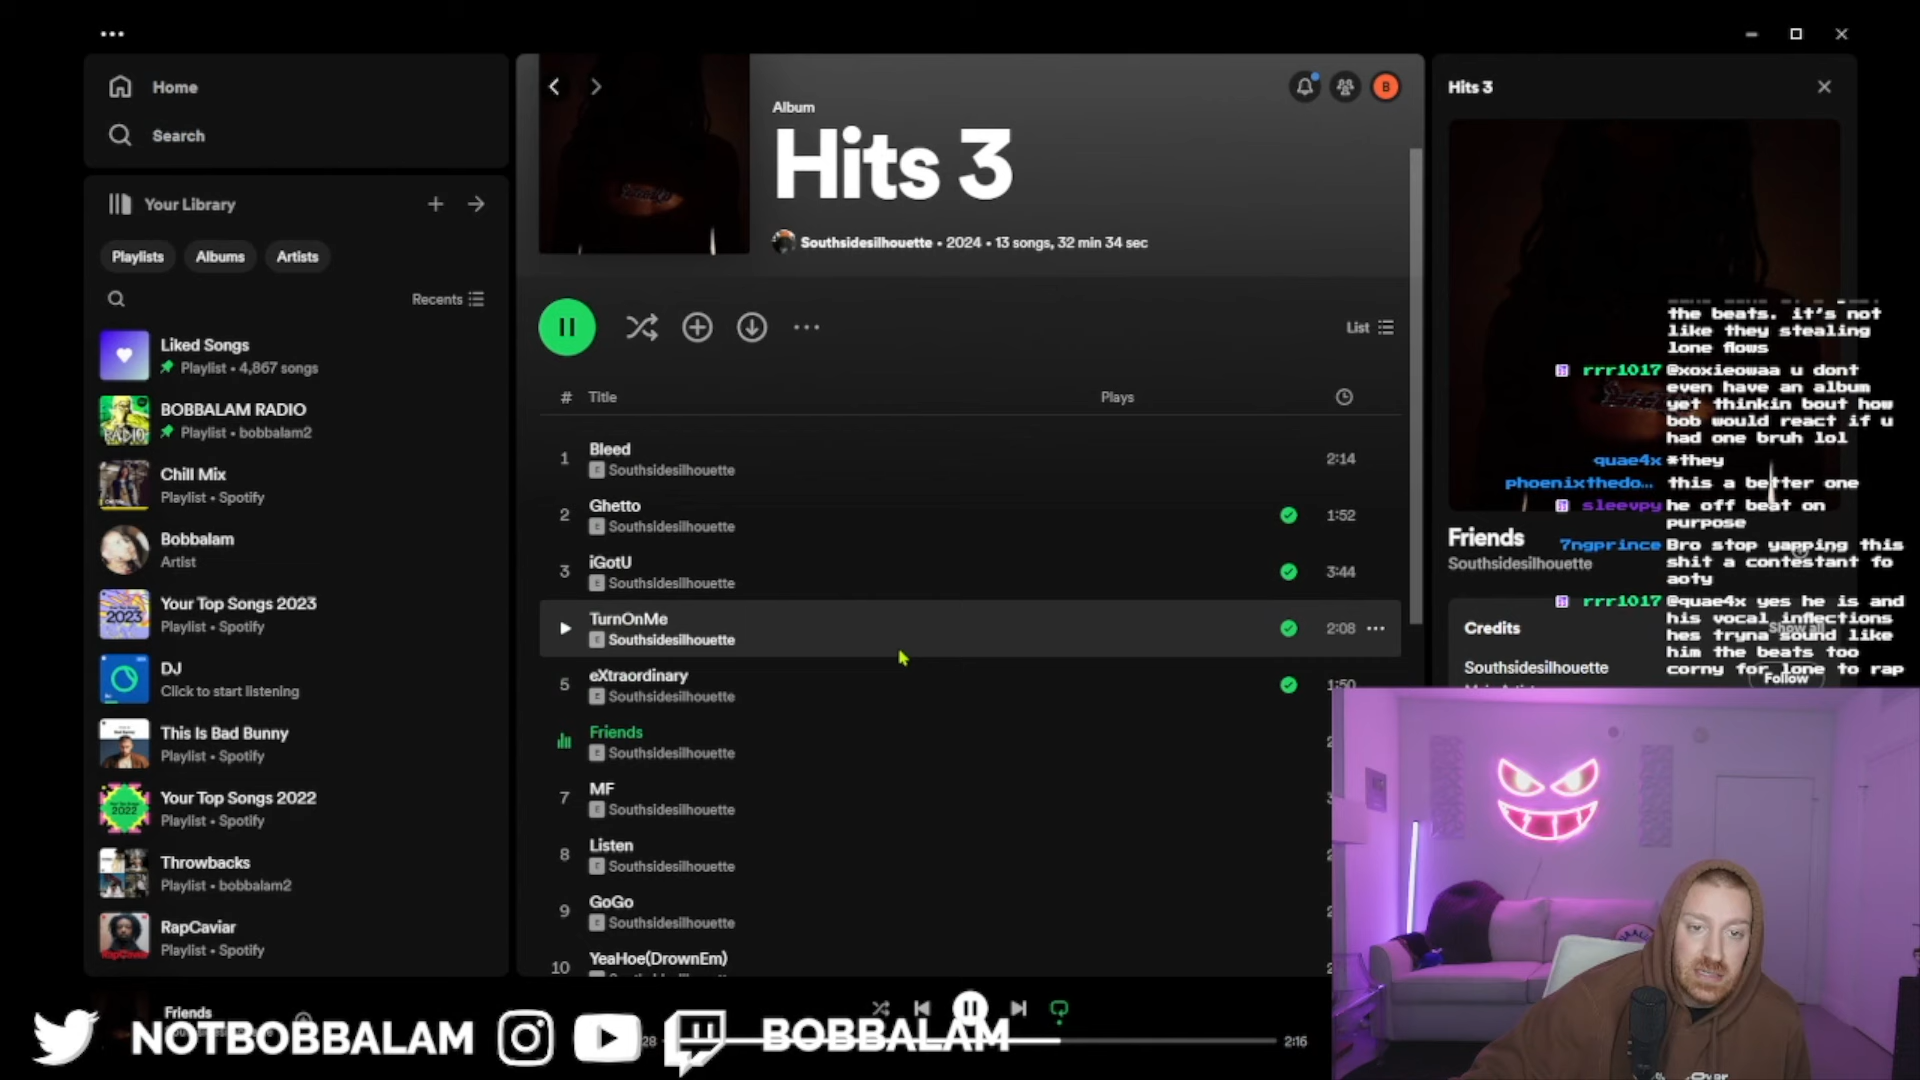 Home
Search
Your Library
Playlists
Albums
Artists
Recents
Liked Songs
Playlist • 4,867 songs
BOBBALAM RADIO
Playlist • bobbalam2
Chill Mix
Playlist • Spotify
Bobbalam
Artist
Your Top Songs 2023
Playlist • Spotify
DJ
Click to start listening
This Is Bad Bunny
Playlist • Spotify
Your Top Songs 2022
Playlist • Spotify
Throwbacks
Playlist • bobbalam2
RapCaviar
Playlist • Spotify
Album
Hits 3
Southsidesilhouette • 2024 • 13 songs, 32 min 34 sec
B
List
# Title Plays
1 Bleed 2:14
E Southsidesilhouette
2 Ghetto 1:52
E Southsidesilhouette
3 iGotU 3:44
E Southsidesilhouette
TurnOnMe 2:08
E Southsidesilhouette
5 eXtraordinary 1:50
E Southsidesilhouette
Friends
E Southsidesilhouette
7 MF
E Southsidesilhouette
8 Listen
E Southsidesilhouette
9 GoGo
E Southsidesilhouette
10 YeaHoe(DrownEm)
Hits 3
Friends
Southsidesilhouette
Credits
Show all
Southsidesilhouette
Follow
the beats. it's not
like they stealing
lone flows
rrr1017 @xoxieowaa u dont
even have an album
yet thinkin bout how
bob would react if u
had one bruh lol
quae4x *they
phoenixthedo... this a better one
sleevpy he off beat on
purpose
7ngprince Bro stop yapping this
shit a contestant fo
aoty
rrr1017 @quae4x yes he is and
his vocal inflections
hes tryna sound like
him the beats too
corny for lone to rap
Friends
28
2:16
NOTBOBBALAM
BOBBALAM